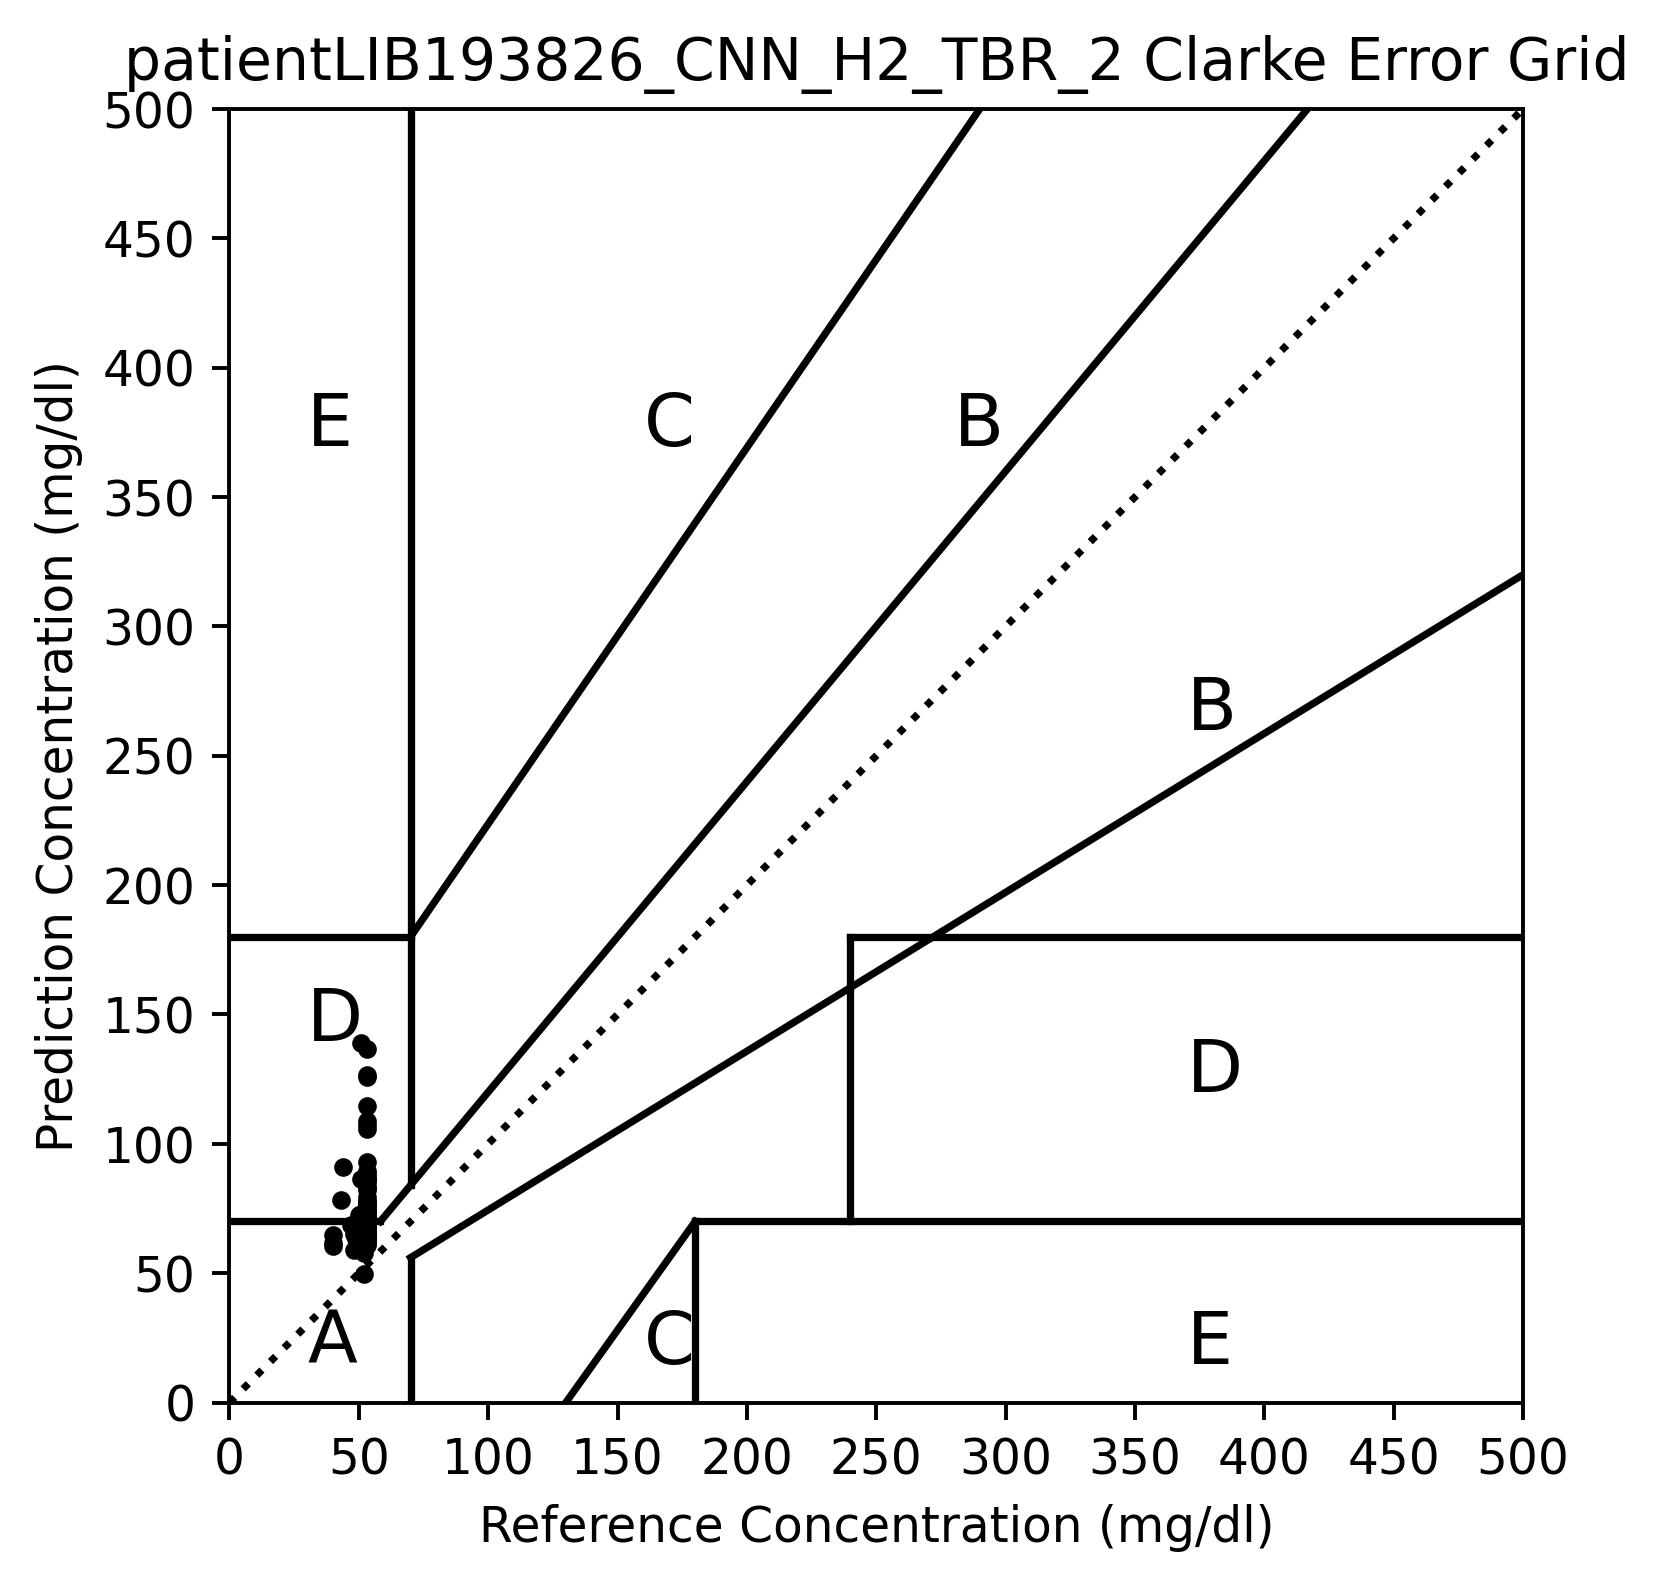 patientLIB193826_CNN_H2_TBR_2 Clarke Error Grid
500
450
400
350
300
250
200
150
100
50
0
Prediction Concentration (mg/dl)
E
C
B
B
D
D
A
C
E
0 50 100 150 200 250 300 350 400 450 500
Reference Concentration (mg/dl)